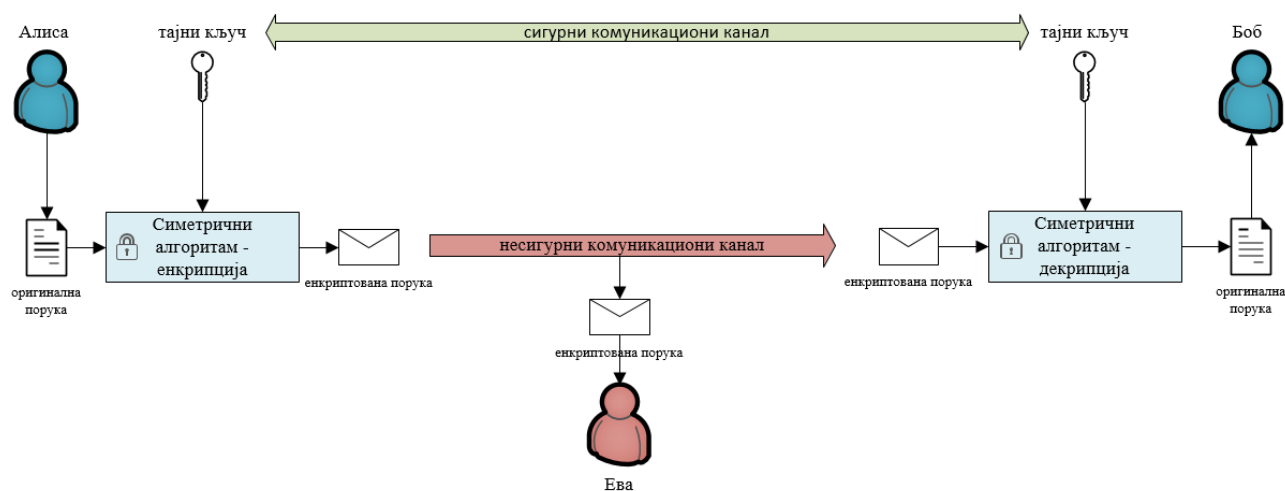 Алиса
тајни кључ
сигурни комуникациони канал
тајни кључ
Боб
Симетрични
алгоритам -
енкрипција
несигурни комуникациони канал
Симетрични
алгоритам -
декрипција
оригинална
порука
енкриптована порука
енкриптована порука
оригинална
порука
енкриптована порука
Ева